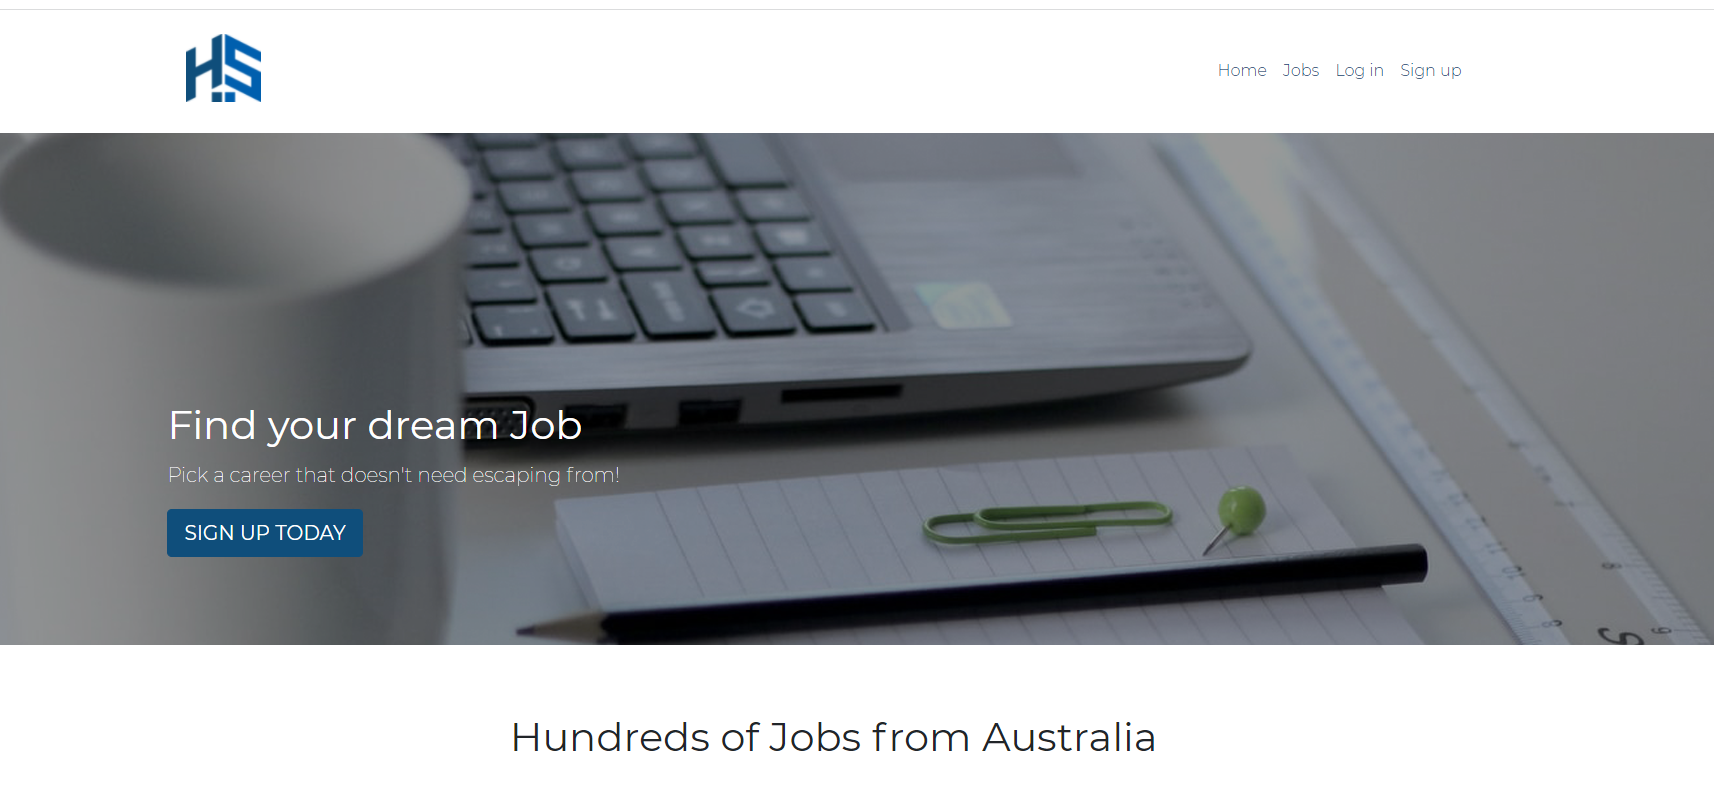 HS
Home Jobs Log in Sign up
Find your dream Job
Pick a career that doesn't need escaping from!
SIGN UP TODAY
Hundreds of Jobs from Australia